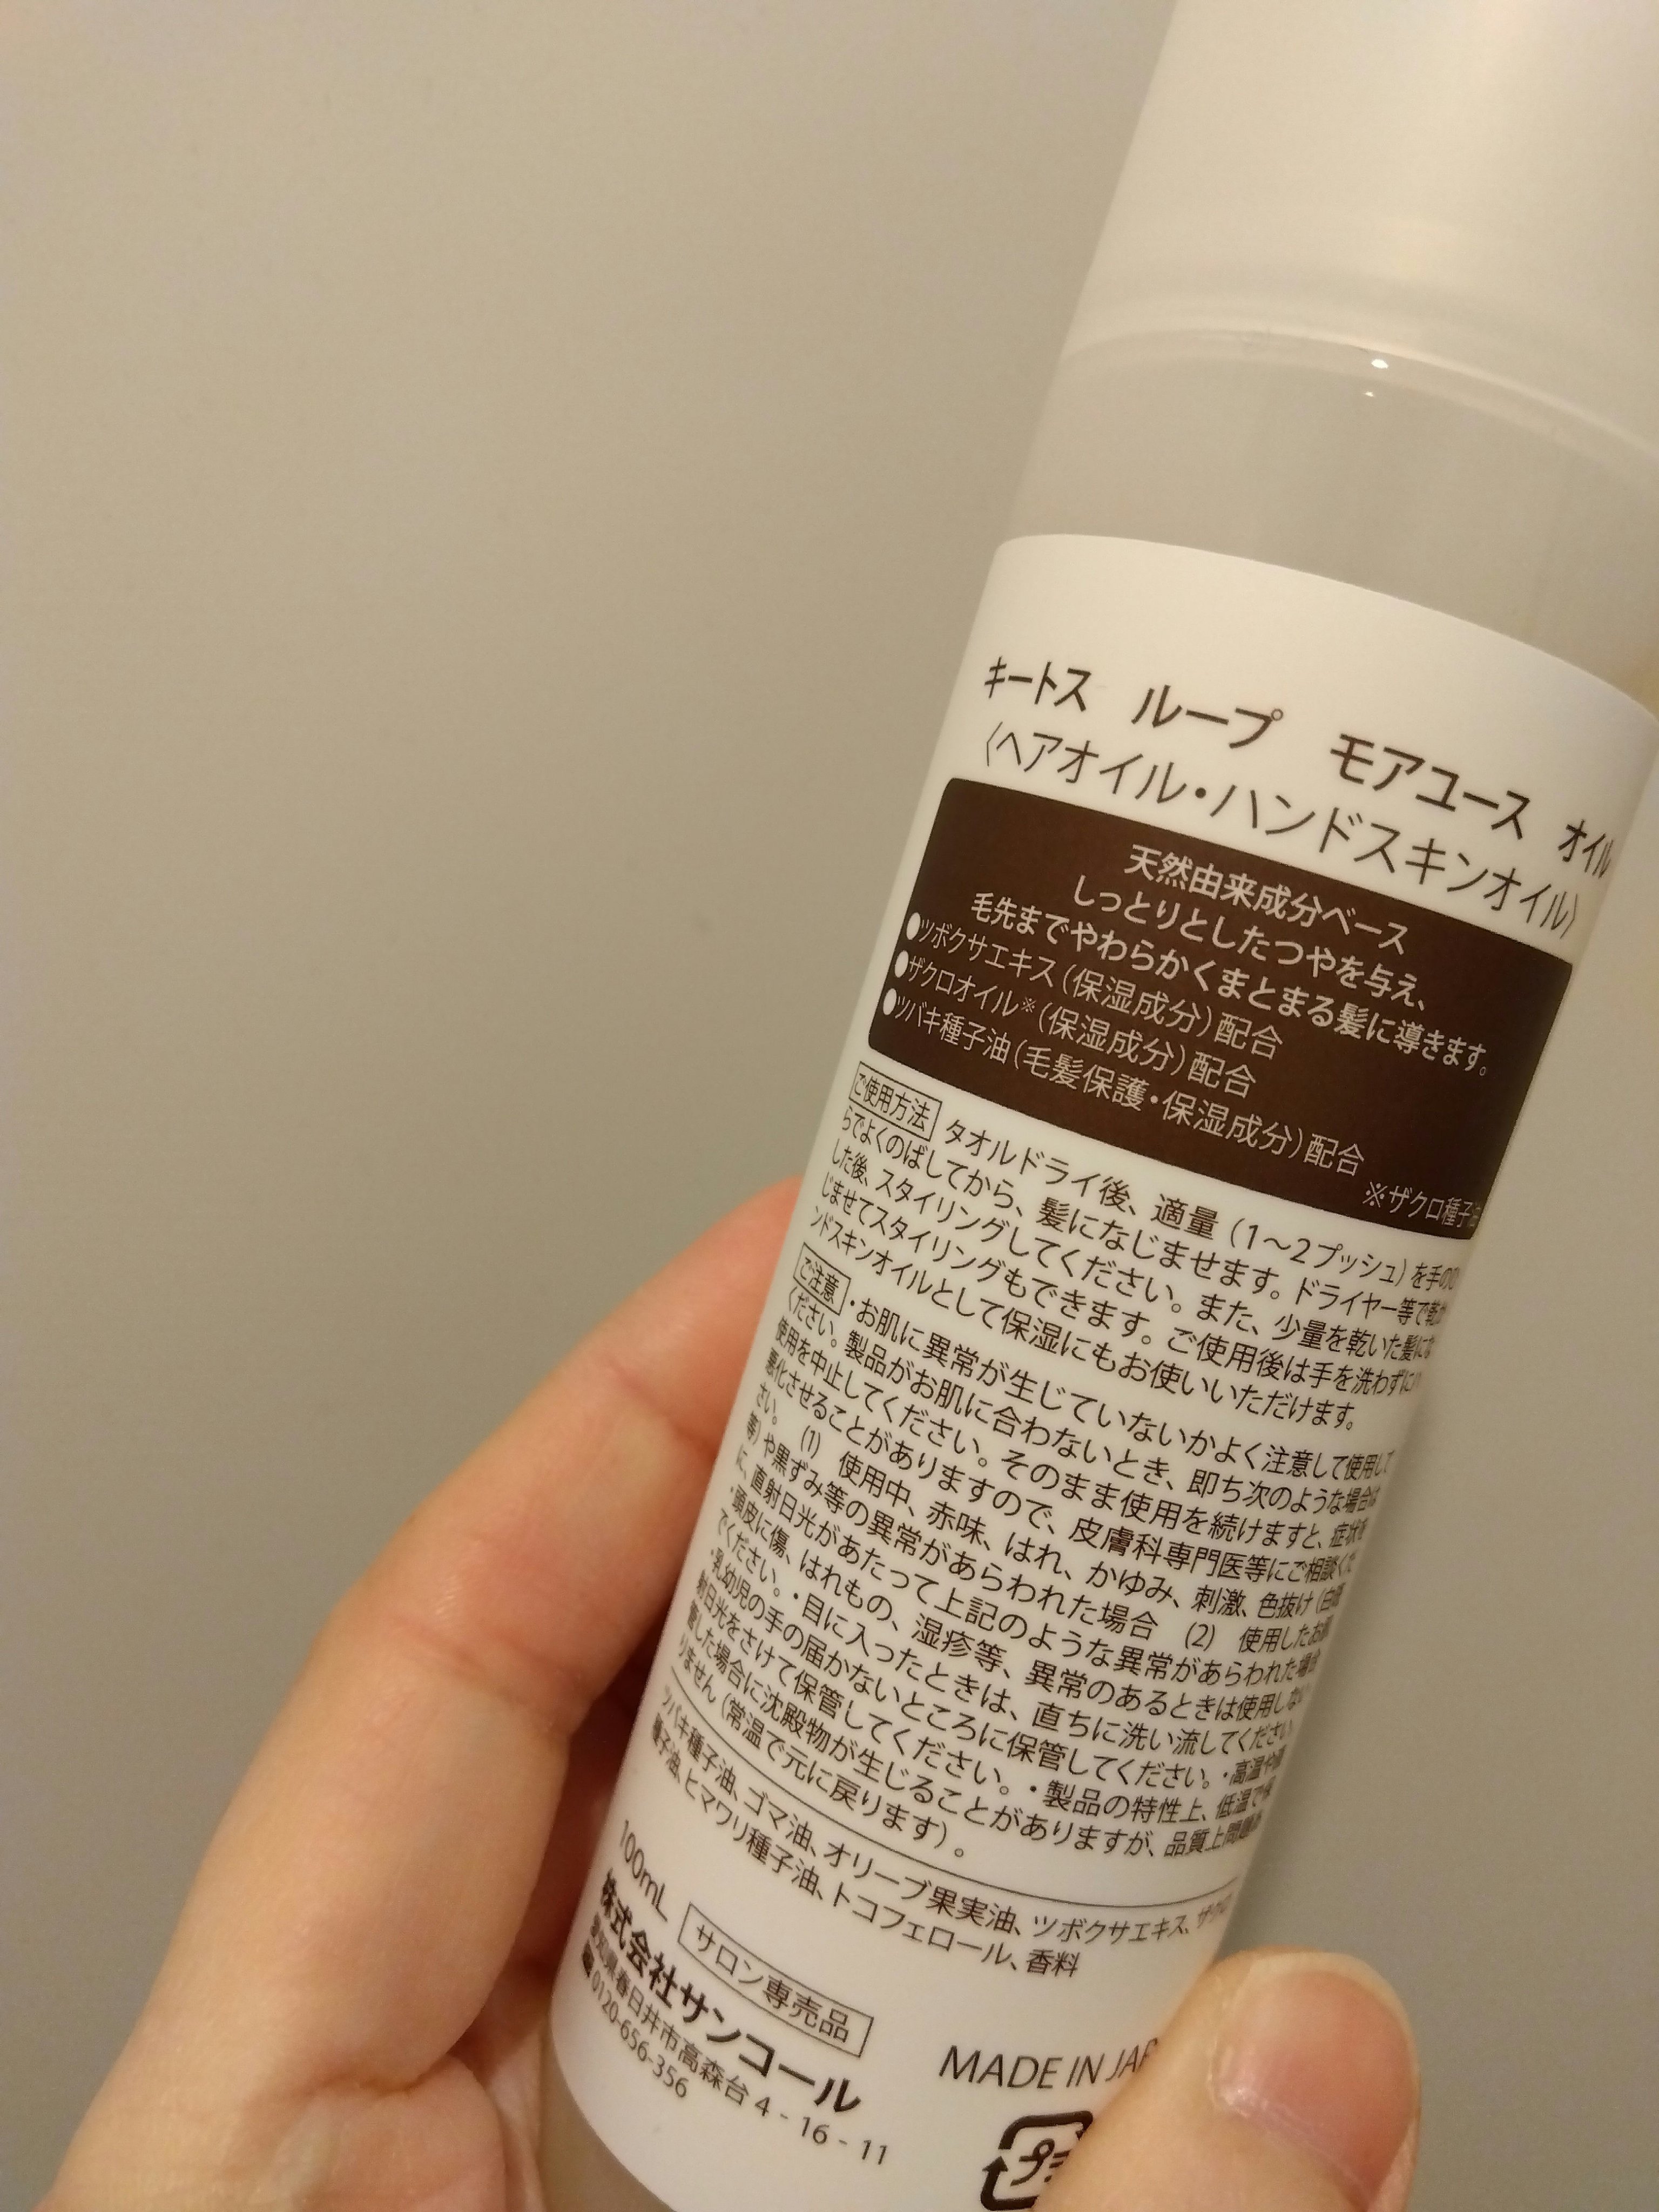 キートス ループ モアユース オイル
〈ヘアオイル・ハンドスキンオイル〉
天然由来成分ベース
しっとりとしたつやを与え、
毛先までやわらかくまとまる髪に導きます。
●ツボクサエキス（保湿成分）配合
●ザクロオイル※（保湿成分）配合
●ツバキ種子油（毛髪保護・保湿成分）配合
※ザクロ種子油
ご使用方法 タオルドライ後、適量（1〜2プッシュ）を手のひ
らでよくのばしてから、髪になじませます。ドライヤー等で乾か
した後、スタイリングしてください。また、少量を乾いた髪にな
じませてスタイリングもできます。ご使用後は手を洗わずにハ
ンドスキンオイルとして保湿にもお使いいただけます。
ご注意 ・お肌に異常が生じていないかよく注意して使用して
ください。製品がお肌に合わないとき、即ち次のような場合は
使用を中止してください。そのまま使用を続けますと、症状を
悪化させることがありますので、皮膚科専門医等にご相談くだ
さい。 (1) 使用中、赤味、はれ、かゆみ、刺激、色抜け（白斑
等）や黒ずみ等の異常があらわれた場合 (2) 使用したお肌
に、直射日光があたって上記のような異常があらわれた場合
・頭皮に傷、はれもの、湿疹等、異常のあるときは使用しない
でください。・目に入ったときは、直ちに洗い流してください。
・乳幼児の手の届かないところに保管してください。・高温や直
射日光をさけて保管してください。・製品の特性上、低温で保
管した場合に沈殿物が生じることがありますが、品質上問題あ
りません（常温で元に戻ります）。
ツバキ種子油、ゴマ油、オリーブ果実油、ツボクサエキス、ザクロ
種子油、ヒマワリ種子油、トコフェロール、香料
100mL サロン専売品
株式会社サンコール
愛知県春日井市高森台 4 - 16 - 11
0120-656-356
MADE IN
プラ